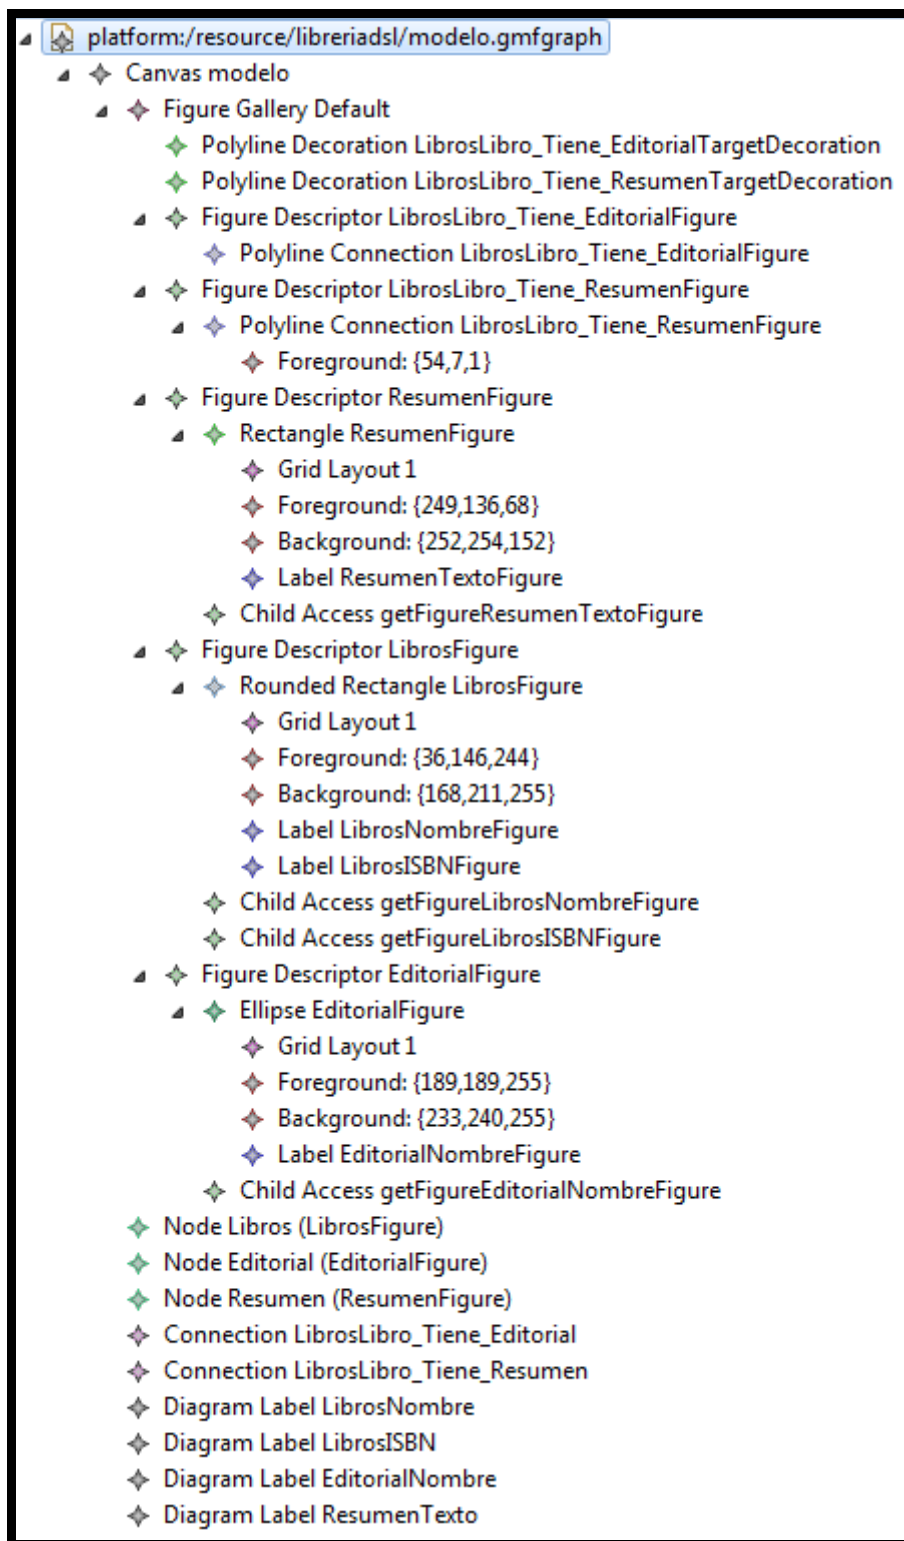 platform:/resource/libreriadsl/modelo.gmfgraph
Canvas modelo
Figure Gallery Default
Polyline Decoration LibrosLibro_Tiene_EditorialTargetDecoration
Polyline Decoration LibrosLibro_Tiene_ResumenTargetDecoration
Figure Descriptor LibrosLibro_Tiene_EditorialFigure
Polyline Connection LibrosLibro_Tiene_EditorialFigure
Figure Descriptor LibrosLibro_Tiene_ResumenFigure
Polyline Connection LibrosLibro_Tiene_ResumenFigure
Foreground: {54,7,1}
Figure Descriptor ResumenFigure
Rectangle ResumenFigure
Grid Layout 1
Foreground: {249,136,68}
Background: {252,254,152}
Label ResumenTextoFigure
Child Access getFigureResumenTextoFigure
Figure Descriptor LibrosFigure
Rounded Rectangle LibrosFigure
Grid Layout 1
Foreground: {36,146,244}
Background: {168,211,255}
Label LibrosNombreFigure
Label LibrosISBNFigure
Child Access getFigureLibrosNombreFigure
Child Access getFigureLibrosISBNFigure
Figure Descriptor EditorialFigure
Ellipse EditorialFigure
Grid Layout 1
Foreground: {189,189,255}
Background: {233,240,255}
Label EditorialNombreFigure
Child Access getFigureEditorialNombreFigure
Node Libros (LibrosFigure)
Node Editorial (EditorialFigure)
Node Resumen (ResumenFigure)
Connection LibrosLibro_Tiene_Editorial
Connection LibrosLibro_Tiene_Resumen
Diagram Label LibrosNombre
Diagram Label LibrosISBN
Diagram Label EditorialNombre
Diagram Label ResumenTexto